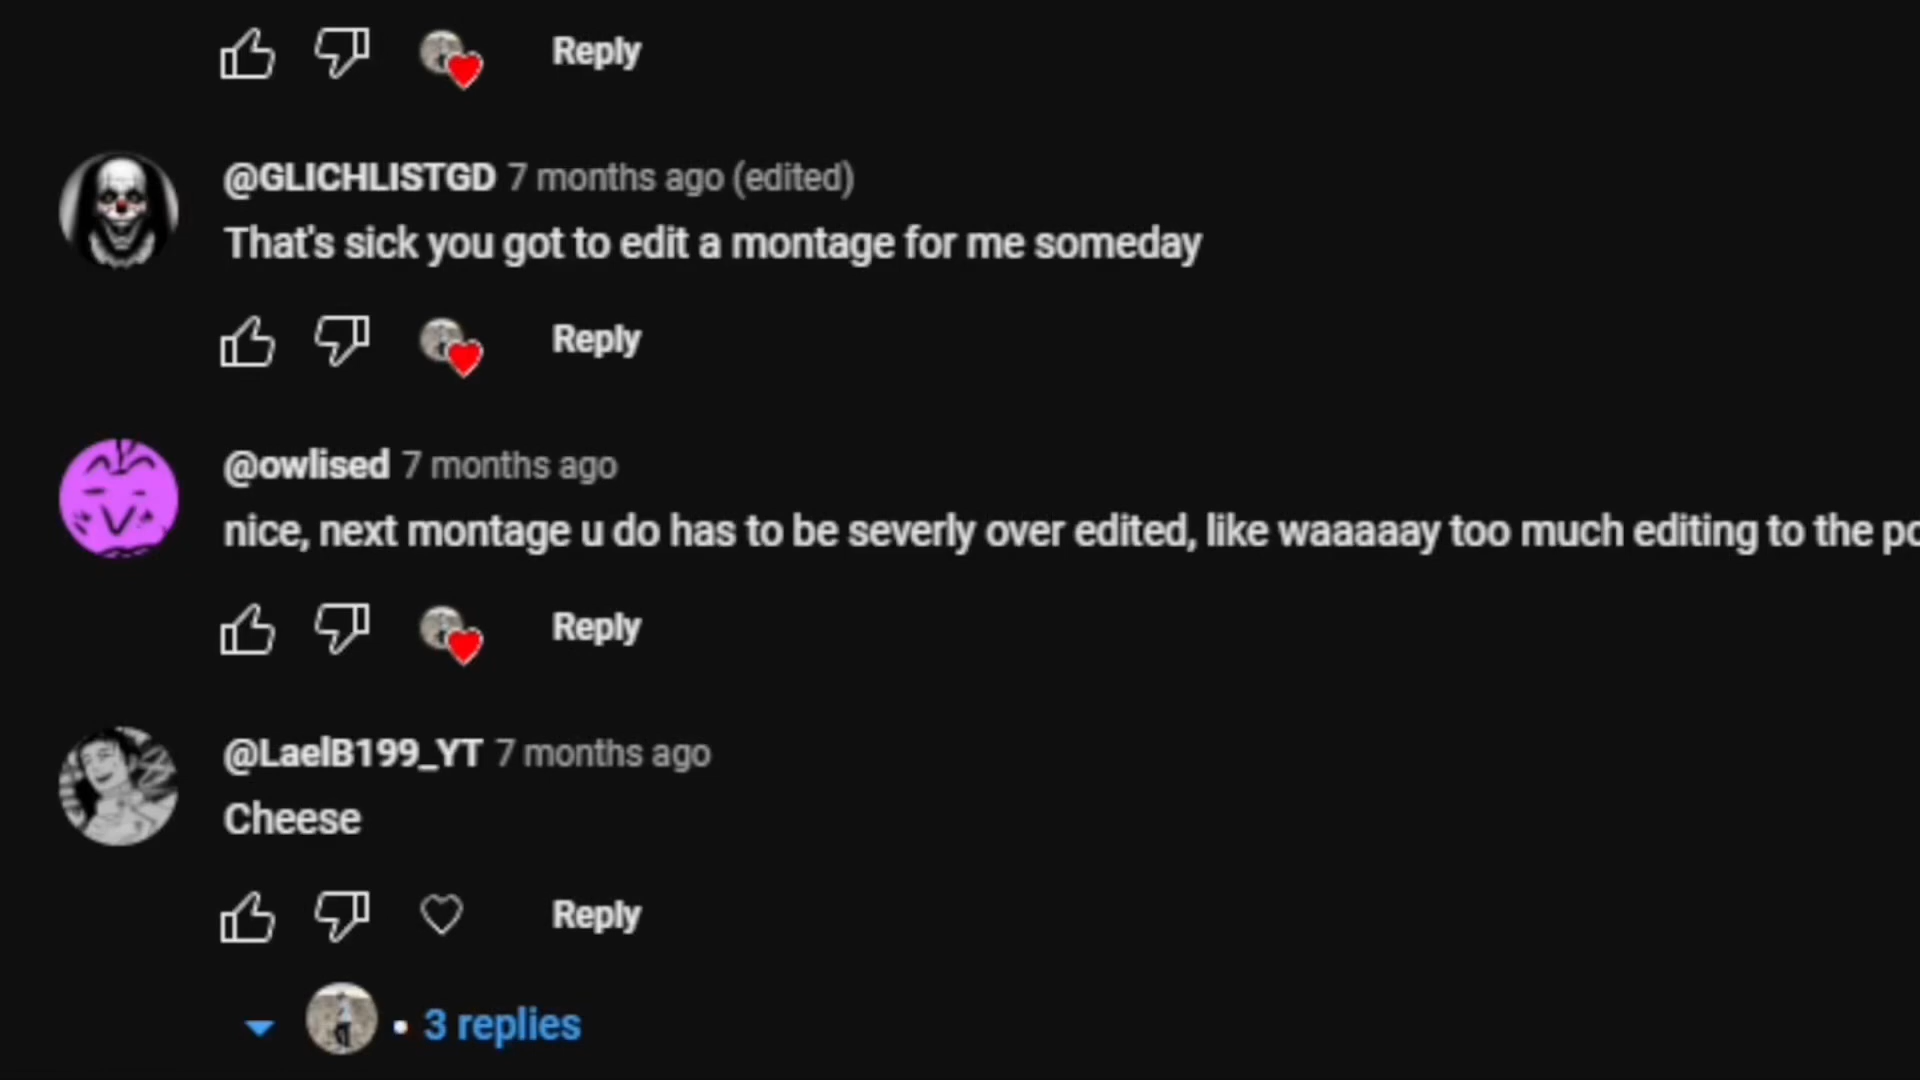 Reply
@GLICHLISTGD 7 months ago (edited)
That's sick you got to edit a montage for me someday
Reply
@owlised 7 months ago
nice, next montage u do has to be severly over edited, like waaaaay too much editing to the
Reply
@LaelB199_YT 7 months ago
Cheese
Reply
• 3 replies